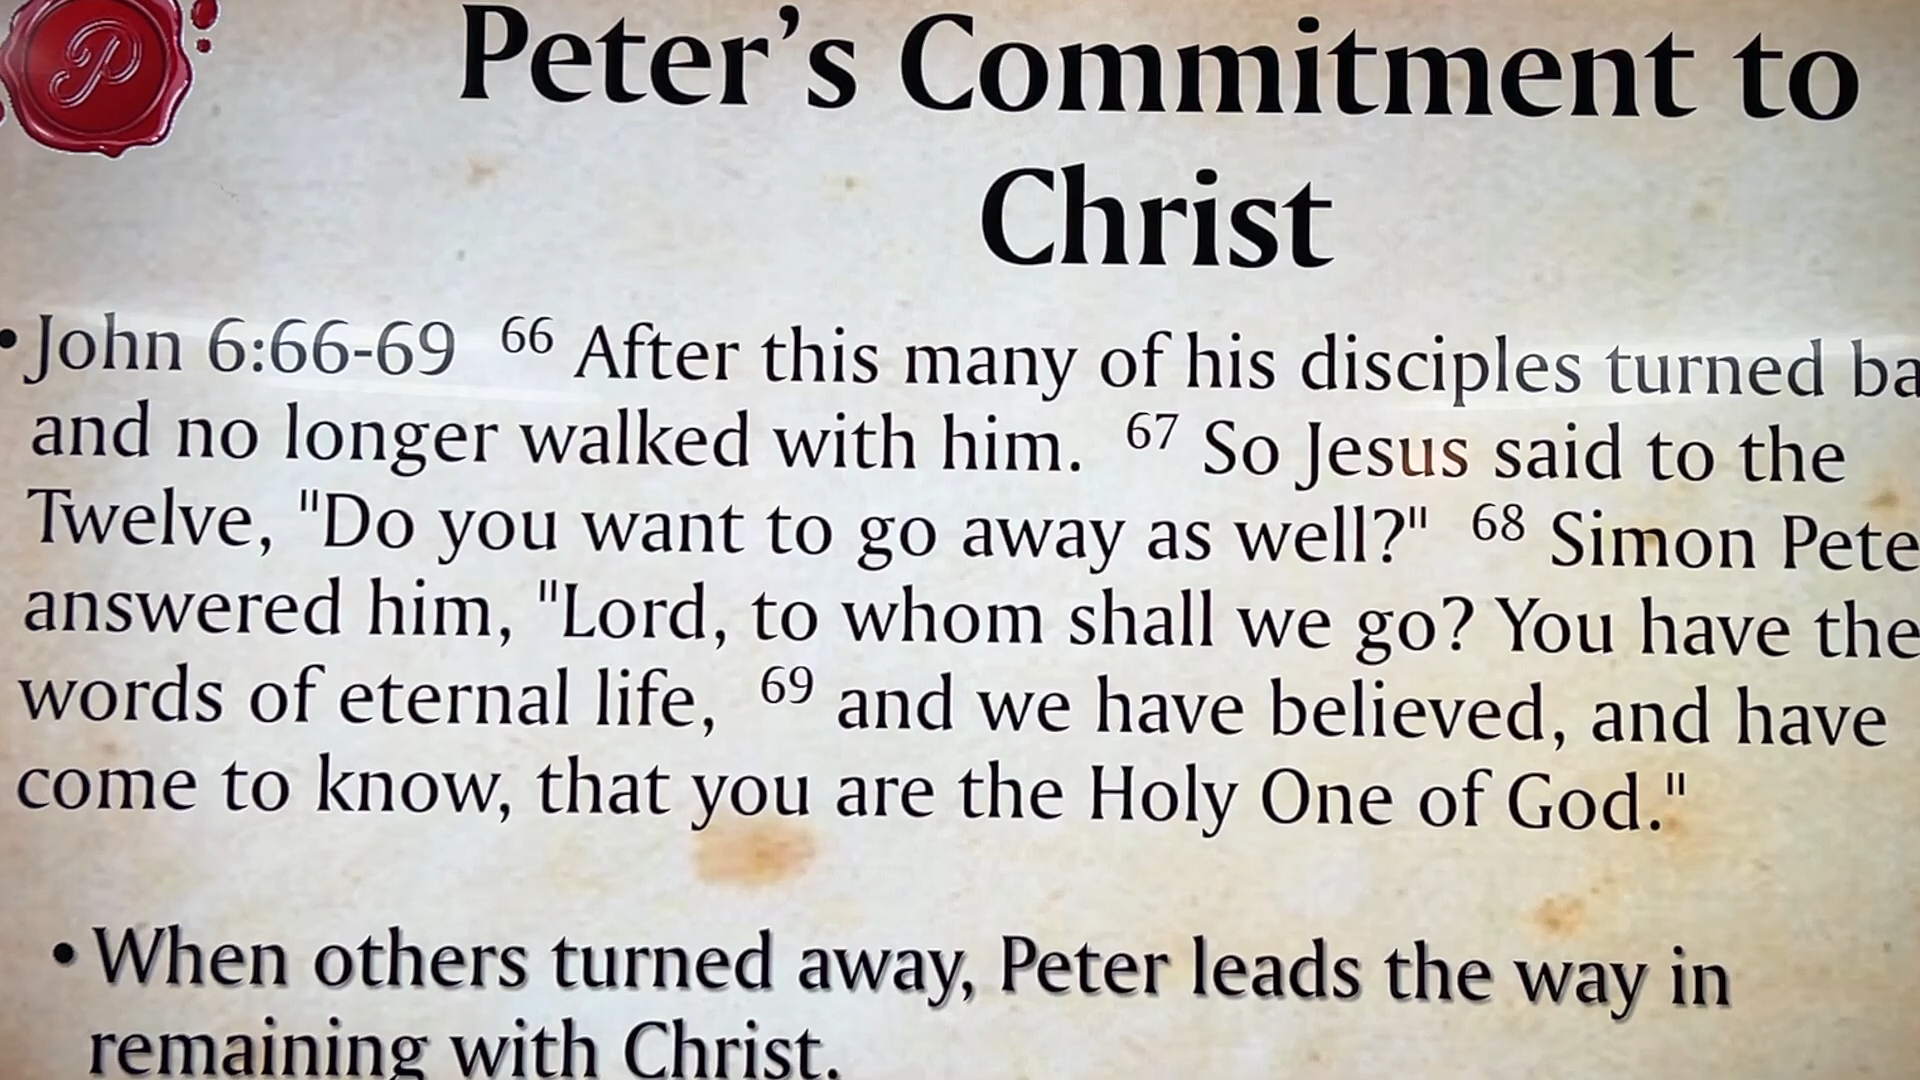 P
Peter's Commitment to
Christ
• John 6:66-69 66 After this many of his disciples turned ba
and no longer walked with him. 67 So Jesus said to the
Twelve, "Do you want to go away as well?" 68 Simon Pete
answered him, "Lord, to whom shall we go? You have the
words of eternal life, 69 and we have believed, and have
come to know, that you are the Holy One of God."
• When others turned away, Peter leads the way in
remaining with Christ.